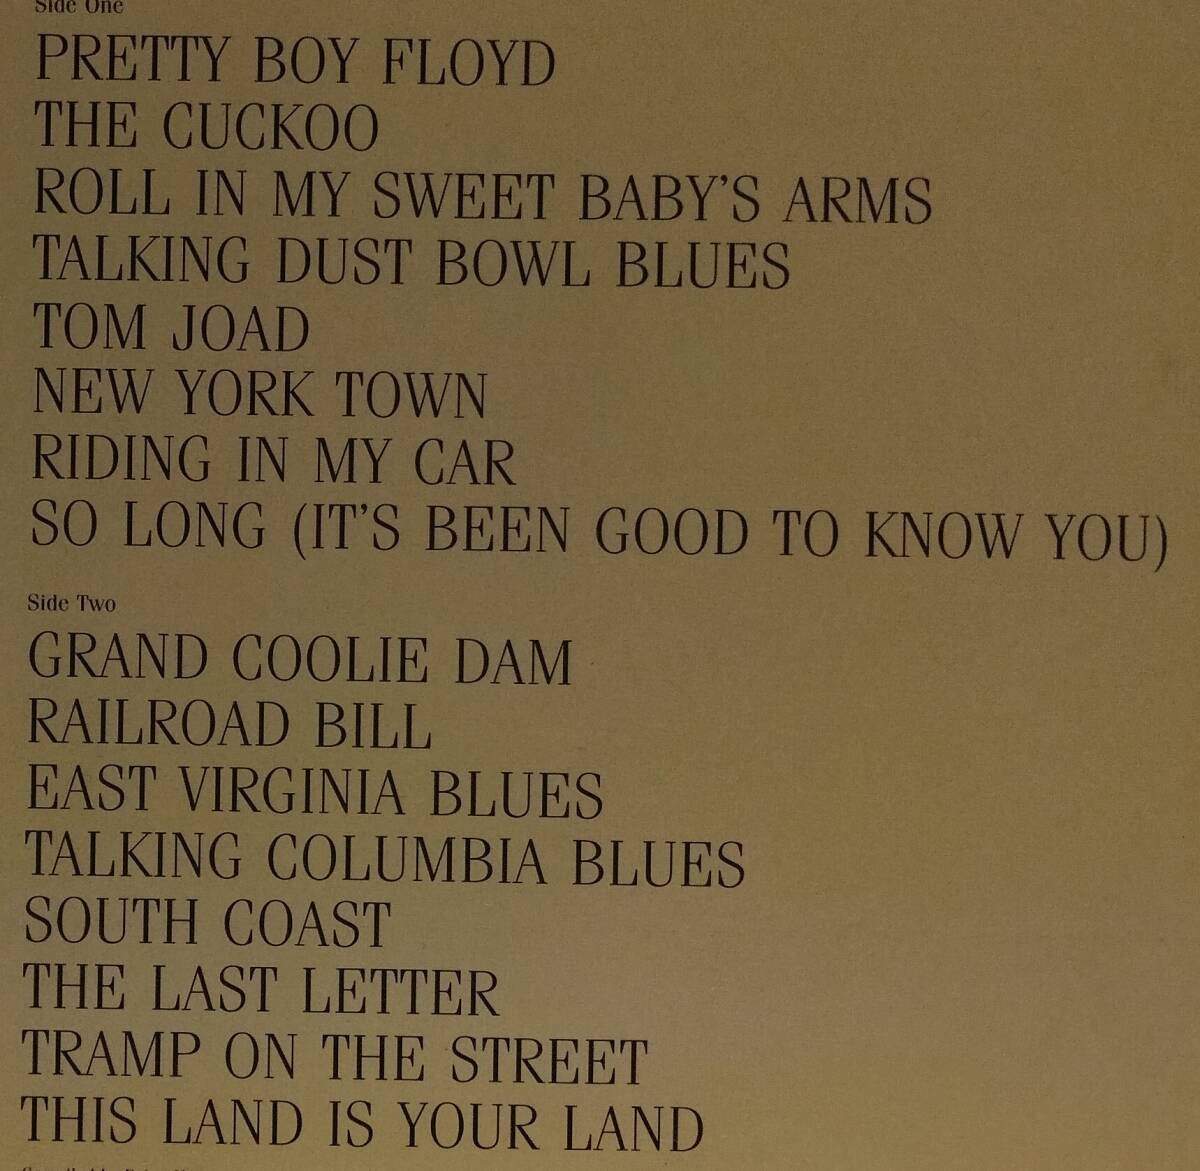 Side One
PRETTY BOY FLOYD
THE CUCKOO
ROLL IN MY SWEET BABY'S ARMS
TALKING DUST BOWL BLUES
TOM JOAD
NEW YORK TOWN
RIDING IN MY CAR
SO LONG (IT'S BEEN GOOD TO KNOW YOU)
Side Two
GRAND COOLIE DAM
RAILROAD BILL
EAST VIRGINIA BLUES
TALKING COLUMBIA BLUES
SOUTH COAST
THE LAST LETTER
TRAMP ON THE STREET
THIS LAND IS YOUR LAND